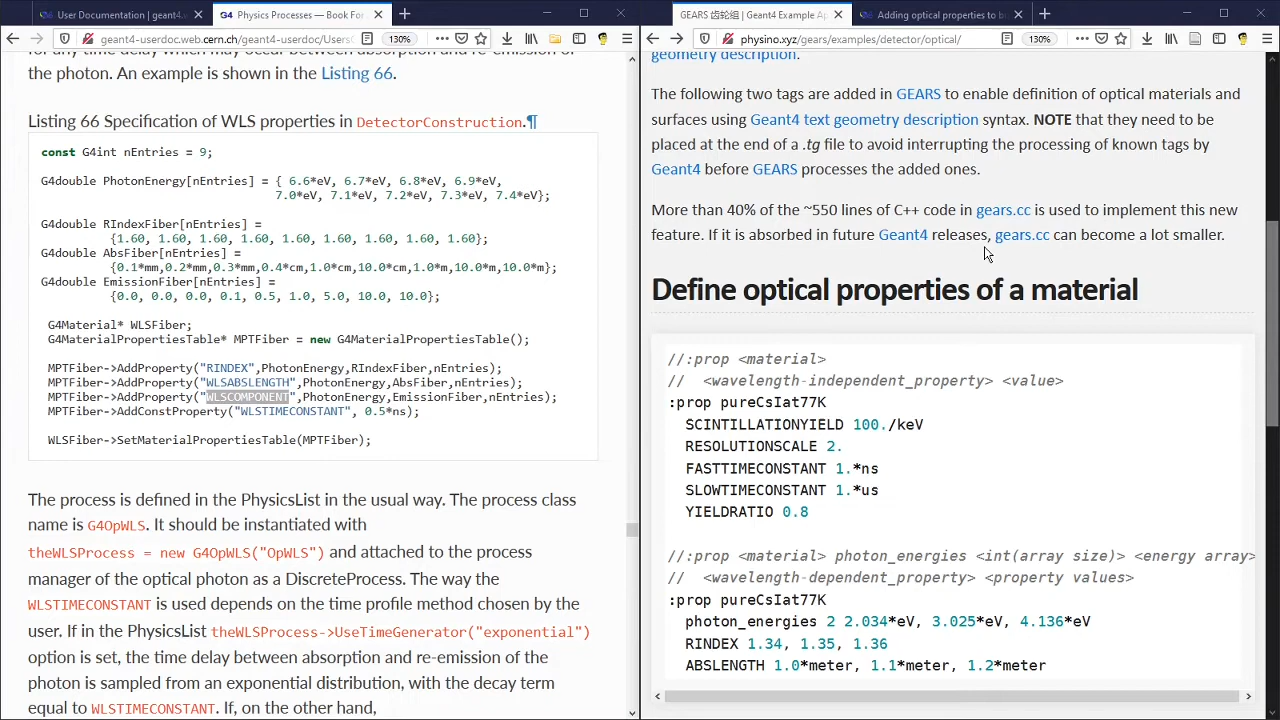 User Documentation | geant4.w
Physics Processes — Book For
geant4-userdoc.web.cern.ch/geant4-userdoc/Users
130%
the photon. An example is shown in the Listing 66.
Listing 66 Specification of WLS properties in DetectorConstruction.¶
const G4int nEntries = 9;
G4double PhotonEnergy[nEntries] = { 6.6*eV, 6.7*eV, 6.8*eV, 6.9*eV,
7.0*eV, 7.1*eV, 7.2*eV, 7.3*eV, 7.4*eV};
G4double RIndexFiber[nEntries] =
{1.60, 1.60, 1.60, 1.60, 1.60, 1.60, 1.60, 1.60, 1.60};
G4double AbsFiber[nEntries] =
{0.1*mm,0.2*mm,0.3*mm,0.4*cm,1.0*cm,10.0*cm,1.0*m,10.0*m,10.0*m};
G4double EmissionFiber[nEntries] =
{0.0, 0.0, 0.0, 0.1, 0.5, 1.0, 5.0, 10.0, 10.0};
G4Material* WLSFiber;
G4MaterialPropertiesTable* MPTFiber = new G4MaterialPropertiesTable();
MPTFiber->AddProperty("RINDEX",PhotonEnergy,RIndexFiber,nEntries);
MPTFiber->AddProperty("WLSABSLENGTH",PhotonEnergy,AbsFiber,nEntries);
MPTFiber->AddProperty("WLSCOMPONENT",PhotonEnergy,EmissionFiber,nEntries);
MPTFiber->AddConstProperty("WLSTIMECONSTANT", 0.5*ns);
WLSFiber->SetMaterialPropertiesTable(MPTFiber);
The process is defined in the PhysicsList in the usual way. The process class
name is G4OpWLS. It should be instantiated with
theWLSProcess = new G4OpWLS("OpWLS") and attached to the process
manager of the optical photon as a DiscreteProcess. The way the
WLSTIMECONSTANT is used depends on the time profile method chosen by the
user. If in the PhysicsList theWLSProcess->UseTimeGenerator("exponential")
option is set, the time delay between absorption and re-emission of the
photon is sampled from an exponential distribution, with the decay term
equal to WLSTIMECONSTANT. If, on the other hand,
GEARS 齿轮组 | Geant4 Example Ap
Adding optical properties to bu
physino.xyz/gears/examples/detector/optical/
130%
geometry description.
The following two tags are added in GEARS to enable definition of optical materials and
surfaces using Geant4 text geometry description syntax. NOTE that they need to be
placed at the end of a .tg file to avoid interrupting the processing of known tags by
Geant4 before GEARS processes the added ones.
More than 40% of the ~550 lines of C++ code in gears.cc is used to implement this new
feature. If it is absorbed in future Geant4 releases, gears.cc can become a lot smaller.
Define optical properties of a material
//:prop <material>
//  <wavelength-independent_property> <value>
:prop pureCsIat77K
SCINTILLATIONYIELD 100./keV
RESOLUTIONSCALE 2.
FASTTIMECONSTANT 1.*ns
SLOWTIMECONSTANT 1.*us
YIELDRATIO 0.8
//:prop <material> photon_energies <int(array size)> <energy array>
//  <wavelength-dependent_property> <property values>
:prop pureCsIat77K
photon_energies 2 2.034*eV, 3.025*eV, 4.136*eV
RINDEX 1.34, 1.35, 1.36
ABSLENGTH 1.0*meter, 1.1*meter, 1.2*meter